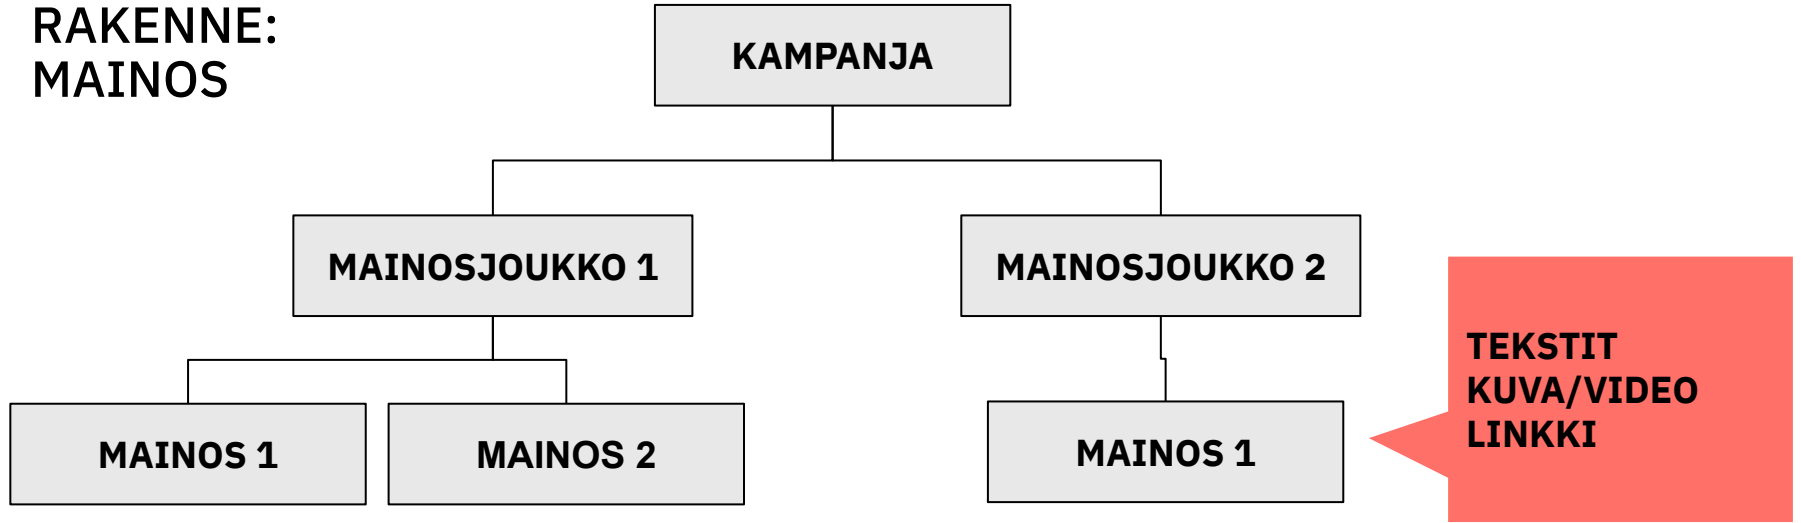 RAKENNE:
MAINOS
KAMPANJA
MAINOSJOUKKO 1
MAINOSJOUKKO 2
MAINOS 1
MAINOS 2
MAINOS 1
TEKSTIT
KUVA/VIDEO
LINKKI